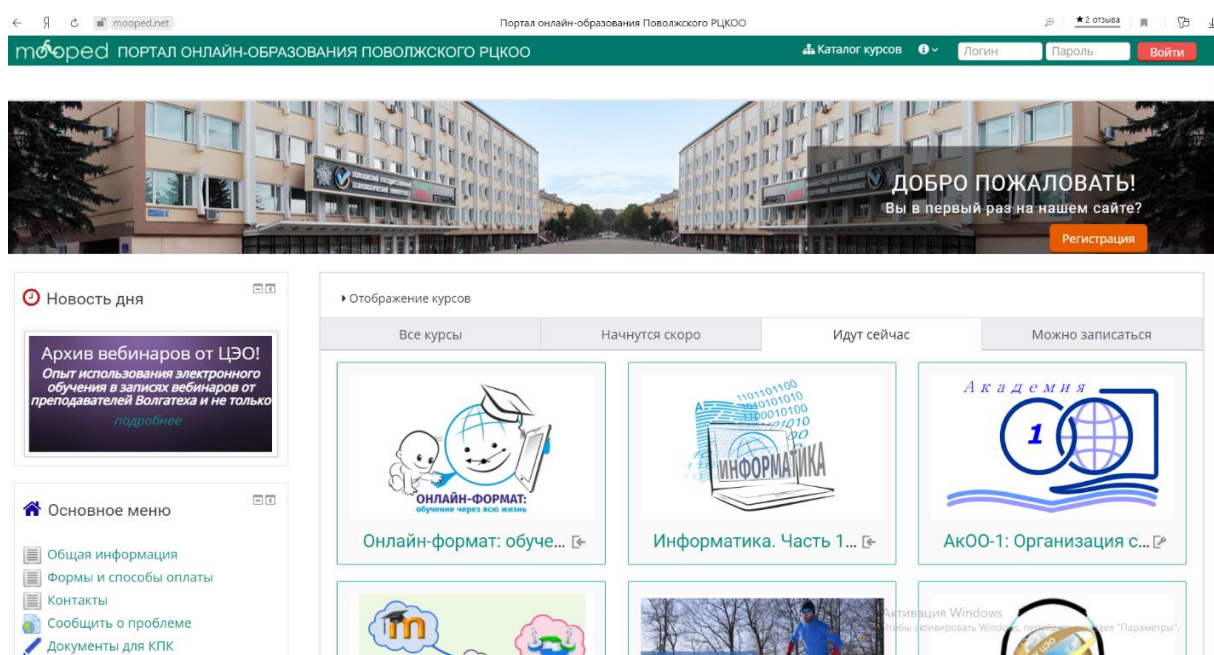 mooped.net
Портал онлайн-образования Поволжского РЦКОО
★ 2 отзыва
mooped ПОРТАЛ ОНЛАЙН-ОБРАЗОВАНИЯ ПОВОЛЖСКОГО РЦКОО
Каталог курсов
Логин
Пароль
Войти
ДОБРО ПОЖАЛОВАТЬ!
Вы в первый раз на нашем сайте?
Регистрация
Новость дня
Архив вебинаров от ЦЭО!
Опыт использования электронного
обучения в записях вебинаров от
преподавателей Волгатеха и не только
подробнее
Основное меню
Общая информация
Формы и способы оплаты
Контакты
Сообщить о проблеме
Документы для КПК
Отображение курсов
Все курсы
Начнутся скоро
Идут сейчас
Можно записаться
ОНЛАЙН-ФОРМАТ:
обучение через всю жизнь
Онлайн-формат: обуче...
ИНФОРМАТИКА
Информатика. Часть 1...
Академия
1
АкОО-1: Организация с...
m
Активация Windows